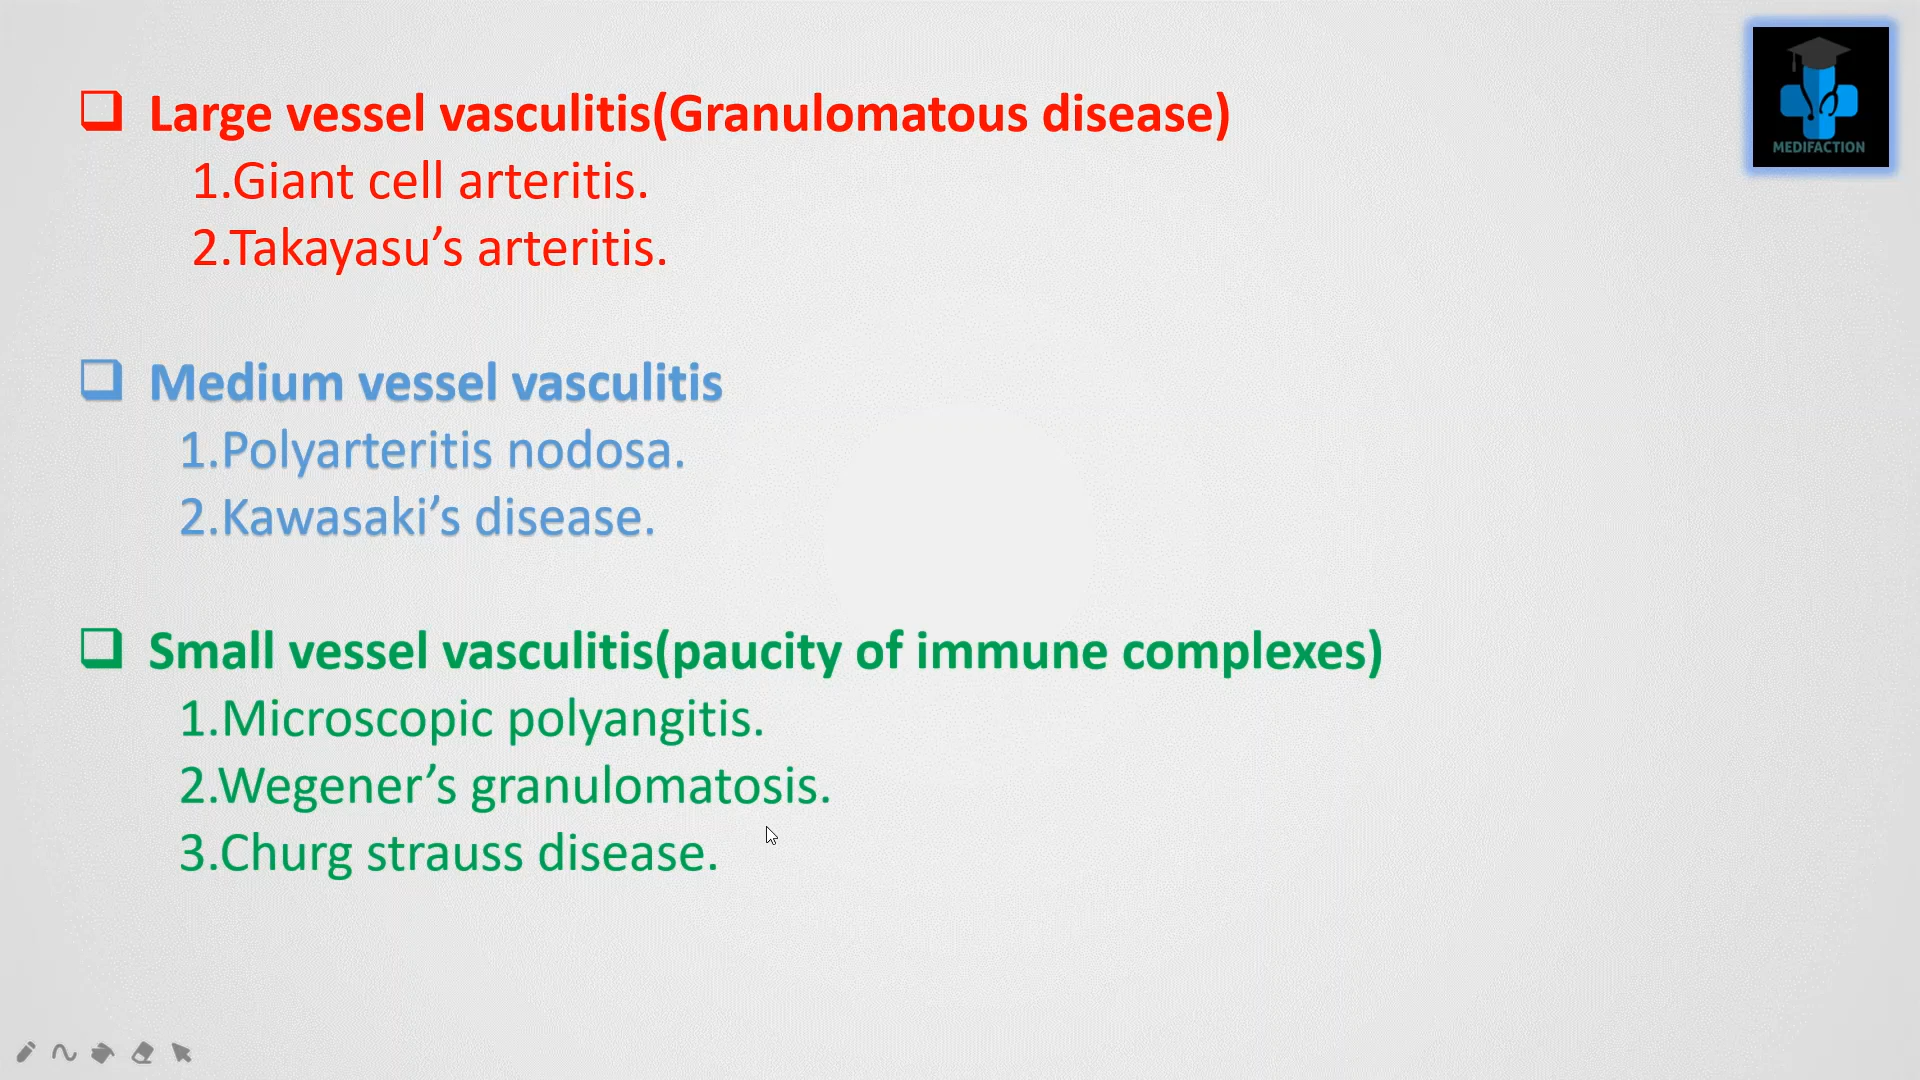 Large vessel vasculitis(Granulomatous disease)
1.Giant cell arteritis.
2.Takayasu’s arteritis.
Medium vessel vasculitis
1.Polyarteritis nodosa.
2.Kawasaki’s disease.
Small vessel vasculitis(paucity of immune complexes)
1.Microscopic polyangitis.
2.Wegener’s granulomatosis.
3.Churg strauss disease.
MEDIFACTION